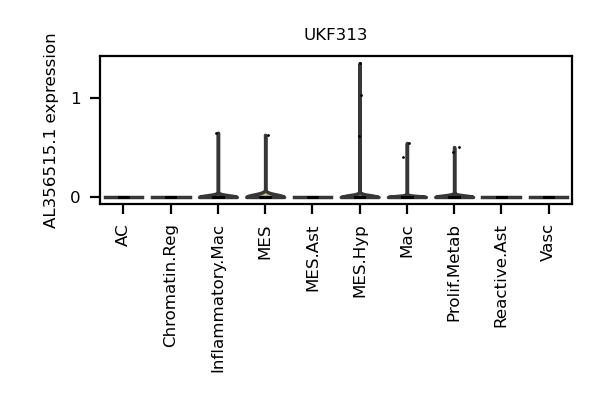 UKF313
AL356515.1 expression
1
0
AC
Chromatin.Reg
Inflammatory.Mac
MES
MES.Ast
MES.Hyp
Mac
Prolif.Metab
Reactive.Ast
Vasc